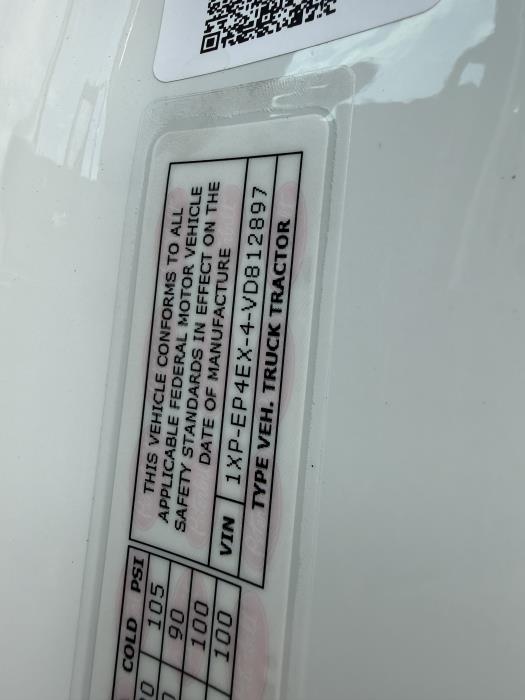 THIS VEHICLE CONFORMS TO ALL
APPLICABLE FEDERAL MOTOR VEHICLE
SAFETY STANDARDS IN EFFECT ON THE
DATE OF MANUFACTURE
VIN 1XP-EP4EX-4-VD812897
TYPE VEH. TRUCK TRACTOR
COLD PSI
105
90
100
100